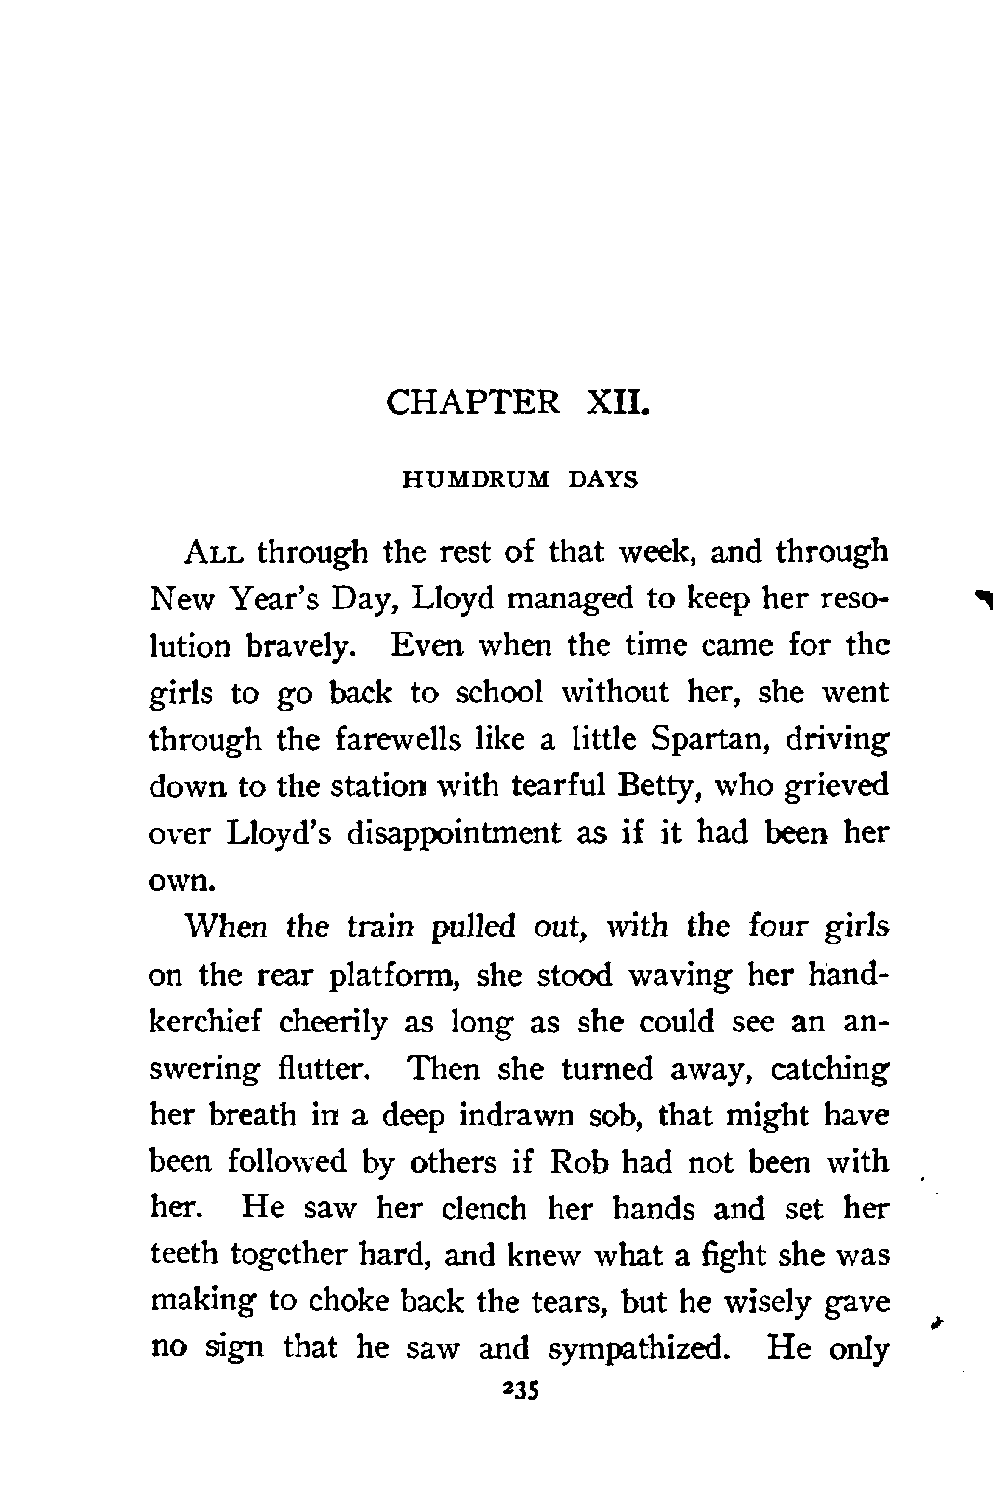 CHAPTER XII.
HUMDRUM DAYS
ALL through the rest of that week, and through
New Year's Day, Lloyd managed to keep her reso-
lution bravely. Even when the time came for the
girls to go back to school without her, she went
through the farewells like a little Spartan, driving
down to the station with tearful Betty, who grieved
over Lloyd's disappointment as if it had been her
own.
When the train pulled out, with the four girls
on the rear platform, she stood waving her hand-
kerchief cheerily as long as she could see an an-
swering flutter. Then she turned away, catching
her breath in a deep indrawn sob, that might have
been followed by others if Rob had not been with
her. He saw her clench her hands and set her
teeth together hard, and knew what a fight she was
making to choke back the tears, but he wisely gave
no sign that he saw and sympathized. He only
235